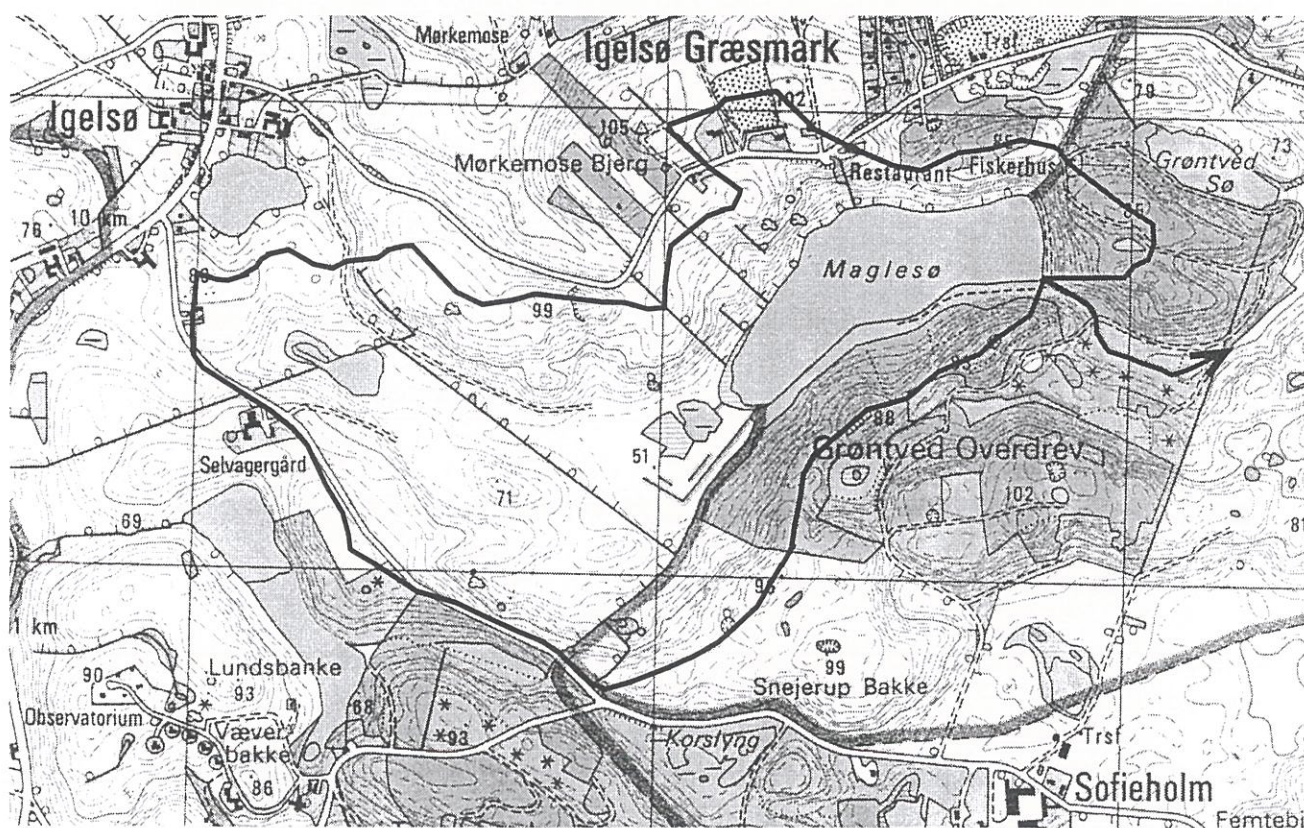 Mørkemose
Igelsø Græsmark
Trsf
Igelsø
102
79
105
85
73
Mørkemose Bjerg
Restaurant
Fiskerhus
Grøntved
Sø
10 km
76
Maglesø
99
88
Grøntved Overdrev
51
Selvagergård
71
102
69
81
1 km
Lundsbanke
93
99
90
Snejerup Bakke
Observatorium
68
Væver
bakke
93
Korslyng
Trsf
86
Sofieholm
Femtebi